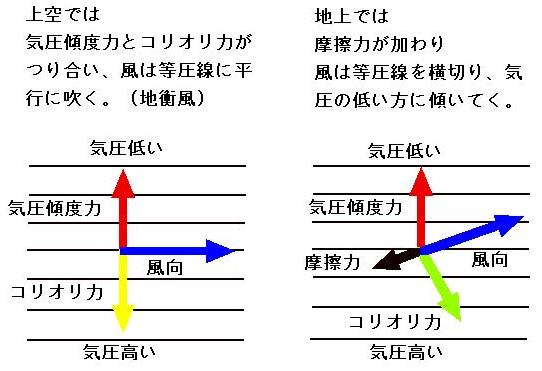 上空では
気圧傾度力とコリオリ力が
つり合い、風は等圧線に平
行に吹く。（地衡風）
気圧低い
気圧傾度力
風向
コリオリ力
気圧高い
地上では
摩擦力が加わり
風は等圧線を横切り、気
圧の低い方に傾いてく。
気圧低い
気圧傾度力
摩擦力
風向
コリオリ力
気圧高い